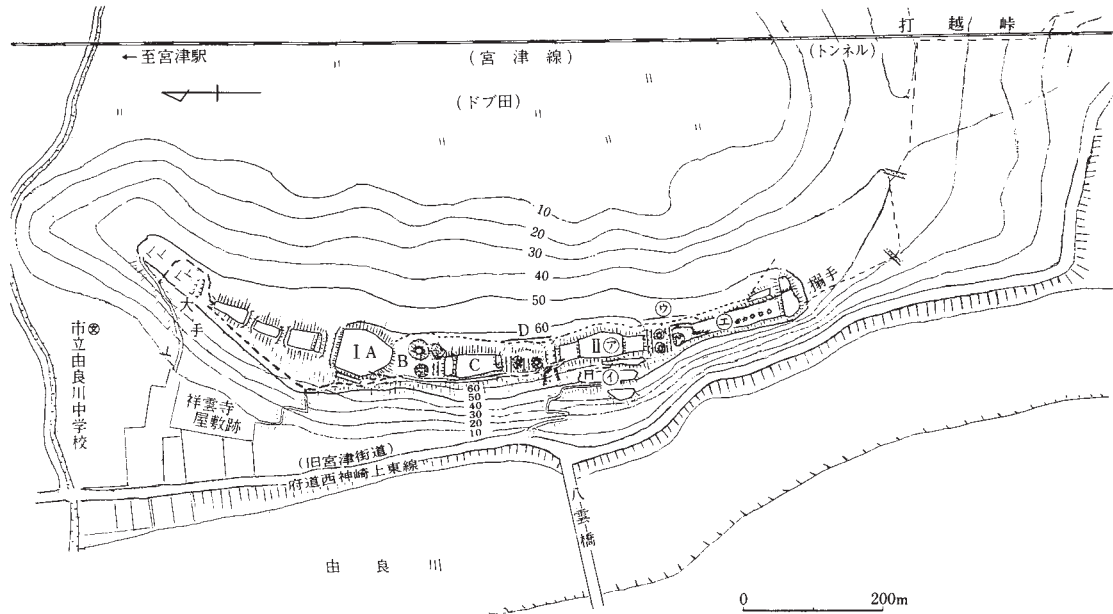 打越峠
←至宮津駅
(宮津線)
(トンネル)
(ドブ田)
10
20
30
40
50
60
大手
搦手
市立由良川中学校
文
I A
B
C
D
II
ア
イ
ウ
エ
60
50
40
30
20
10
祥雲寺
屋敷跡
(旧宮津街道)
府道西神崎上東線
八雲橋
由良川
0
200m